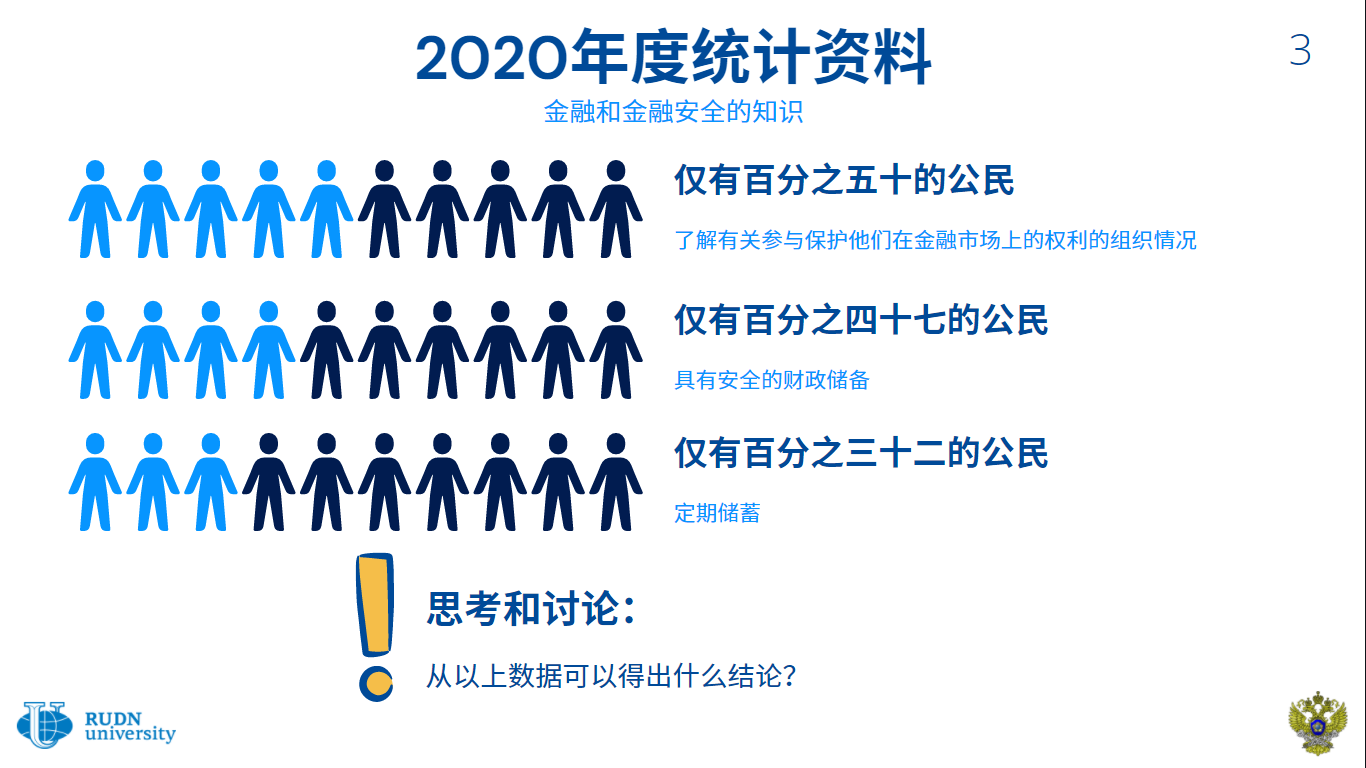 2020年度统计资料
3
金融和金融安全的知识
仅有百分之五十的公民
了解有关参与保护他们在金融市场上的权利的组织情况
仅有百分之四十七的公民
具有安全的财政储备
仅有百分之三十二的公民
定期储蓄
思考和讨论：
从以上数据可以得出什么结论？
RUDN
university